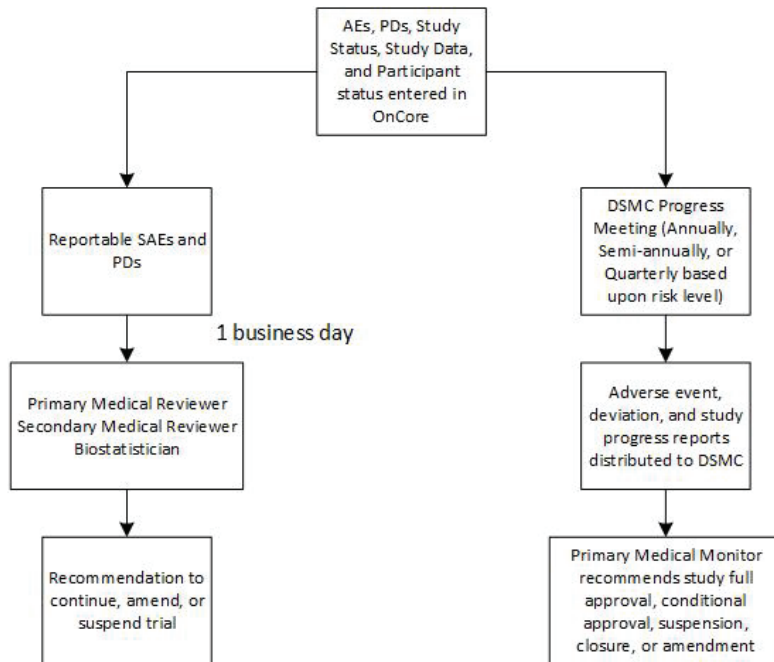 AEs, PDs, Study
Status, Study Data,
and Participant
status entered in
OnCore
Reportable SAEs and
PDs
1 business day
Primary Medical Reviewer
Secondary Medical Reviewer
Biostatistician
Recommendation to
continue, amend, or
suspend trial
DSMC Progress
Meeting (Annually,
Semi-annually, or
Quarterly based
upon risk level)
Adverse event,
deviation, and study
progress reports
distributed to DSMC
Primary Medical Monitor
recommends study full
approval, conditional
approval, suspension,
closure, or amendment